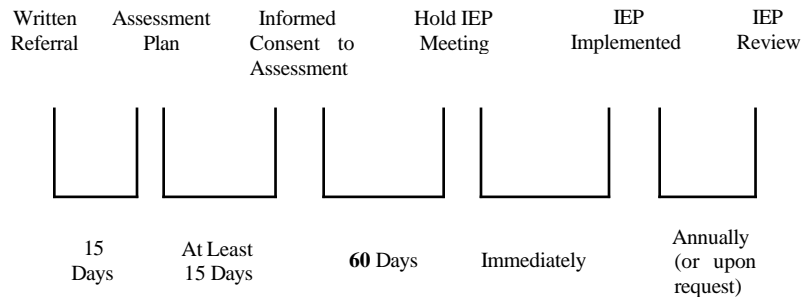 Written
Referral
Assessment
Plan
Informed
Consent to
Assessment
Hold IEP
Meeting
IEP
Implemented
IEP
Review
15
Days
At Least
15 Days
60 Days
Immediately
Annually
(or upon
request)